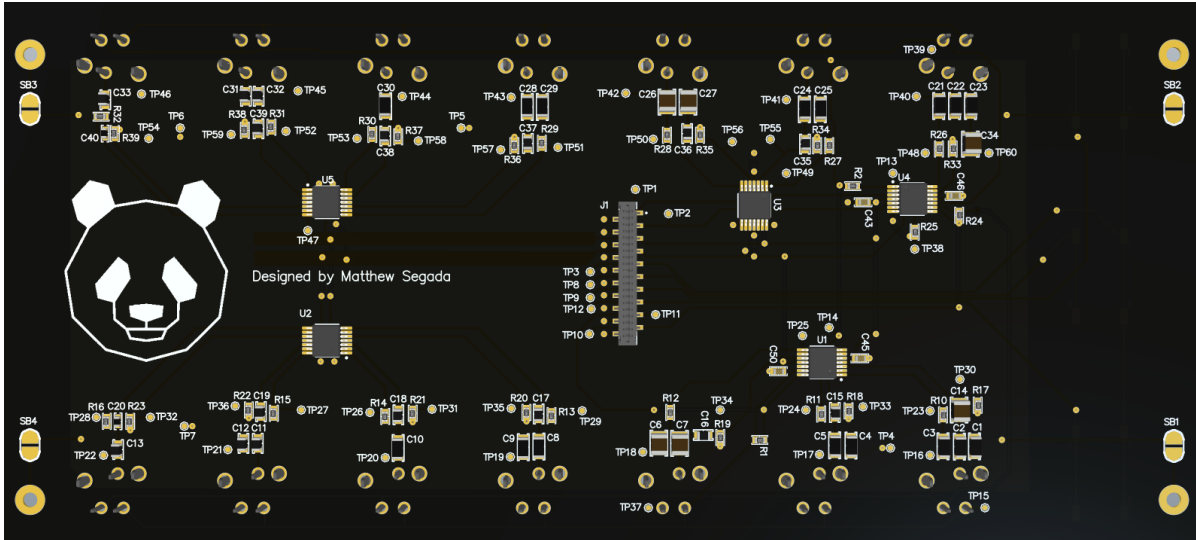 TP39
SB3
C33
TP46
C31
C32
TP45
C30
TP44
TP43
C28
C29
TP42
C26
C27
TP41
C24
C25
TP40
C21
C22
C23
SB2
R32
C40
R39
TP54
TP6
TP59
R38
C39
R31
TP52
TP53
R30
C38
R37
TP58
TP5
TP57
R36
C37
R29
TP51
TP50
R28
C36
R35
TP56
TP55
C35
R34
R27
TP48
R26
R33
C34
TP60
TP49
TP13
U5
TP1
R2
U4
C46
J1
TP2
U3
C43
R24
R25
TP47
TP38
Designed by Matthew Segada
TP3
TP8
TP9
TP12
TP11
TP10
U2
TP14
TP25
U1
C45
C50
TP30
C14
R17
TP36
R22
C19
R15
TP27
TP26
R14
C18
R21
TP31
TP35
R20
C17
R13
TP29
R12
TP34
TP24
R11
C15
R18
TP33
TP23
R10
R16
C20
R23
TP28
TP32
TP7
SB4
C13
TP22
C12
C11
TP21
C10
TP20
C9
C8
TP19
C6
C7
TP18
C16
R19
R1
C5
C4
TP17
TP4
C3
C2
C1
TP16
SB1
TP37
TP15